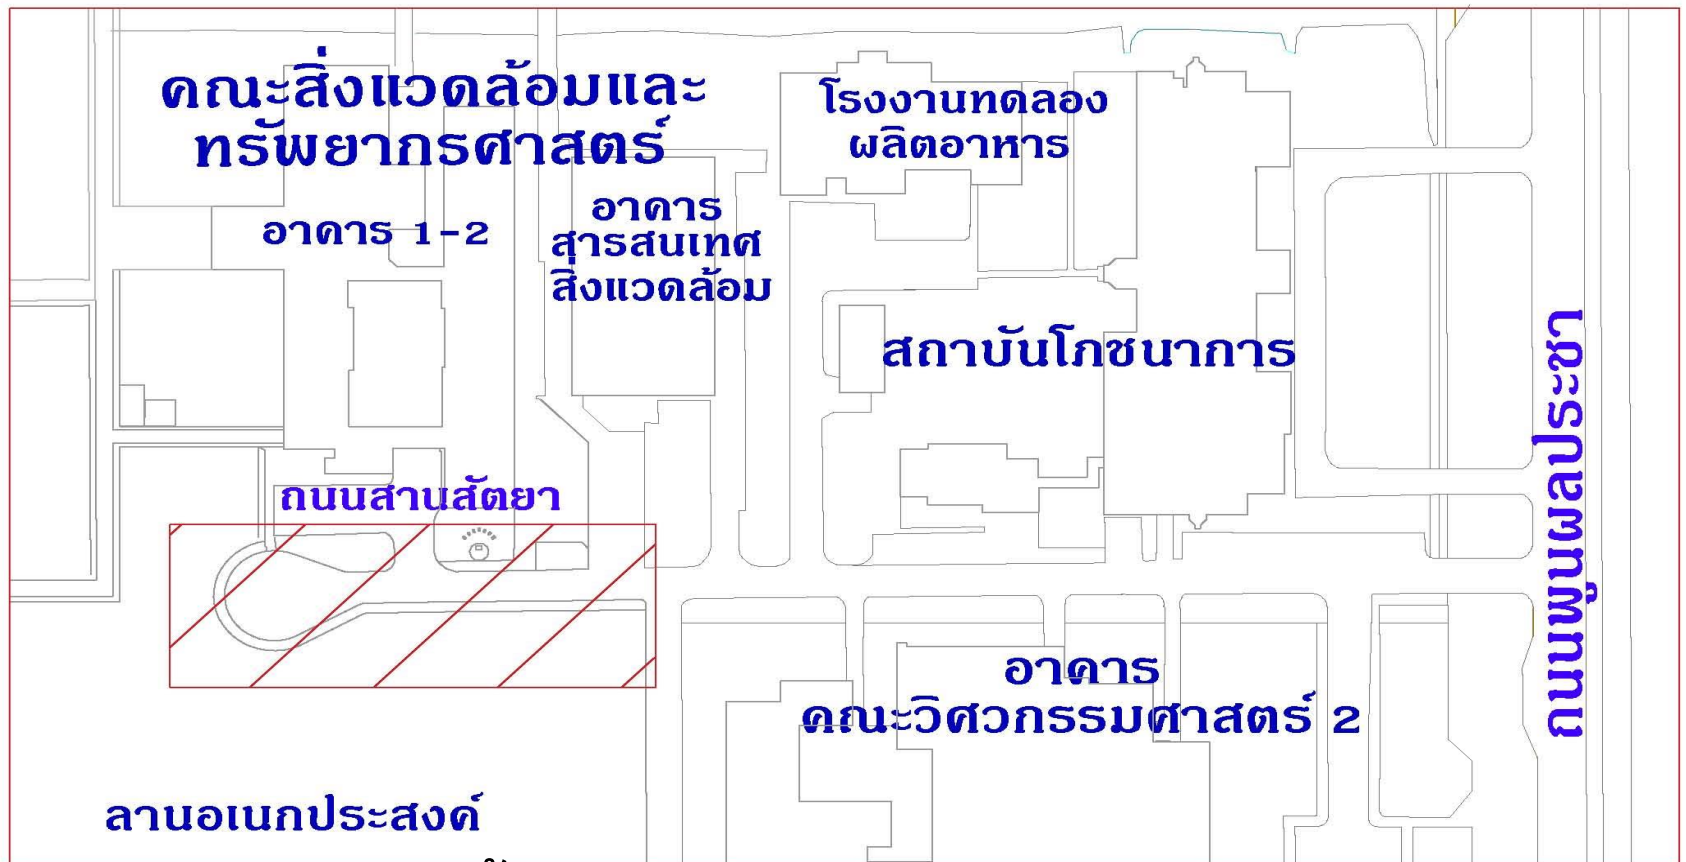 คณะสิ่งแวดล้อมและ
ทรัพยากรศาสตร์
อาคาร 1-2
อาคาร
สารสนเทศ
สิ่งแวดล้อม
โรงงานทดลอง
ผลิตอาหาร
สถาบันโภชนาการ
ถนนพูนผลประชา
ถนนสานสัตยา
อาคาร
คณะวิศวกรรมศาสตร์ 2
ลานอเนกประสงค์